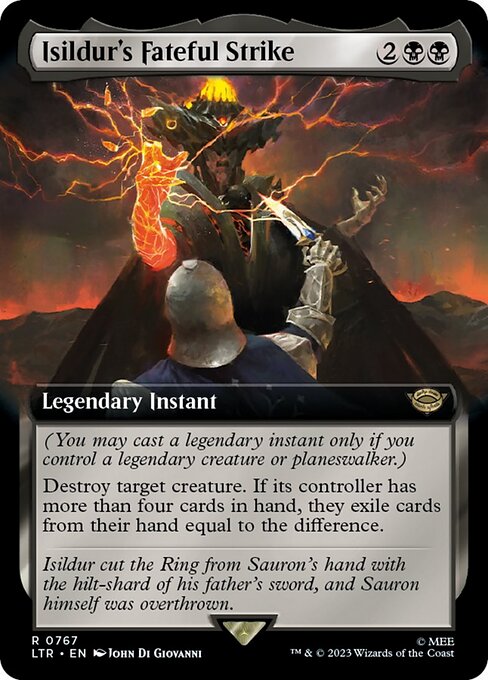 Isildur's Fateful Strike 2
Legendary Instant
(You may cast a legendary instant only if you
control a legendary creature or planeswalker.)
Destroy target creature. If its controller has
more than four cards in hand, they exile cards
from their hand equal to the difference.
Isildur cut the Ring from Sauron's hand with
the hilt-shard of his father's sword, and Sauron
himself was overthrown.
R 0767 © MEE
LTR • EN John Di Giovanni ™ & © 2023 Wizards of the Coast